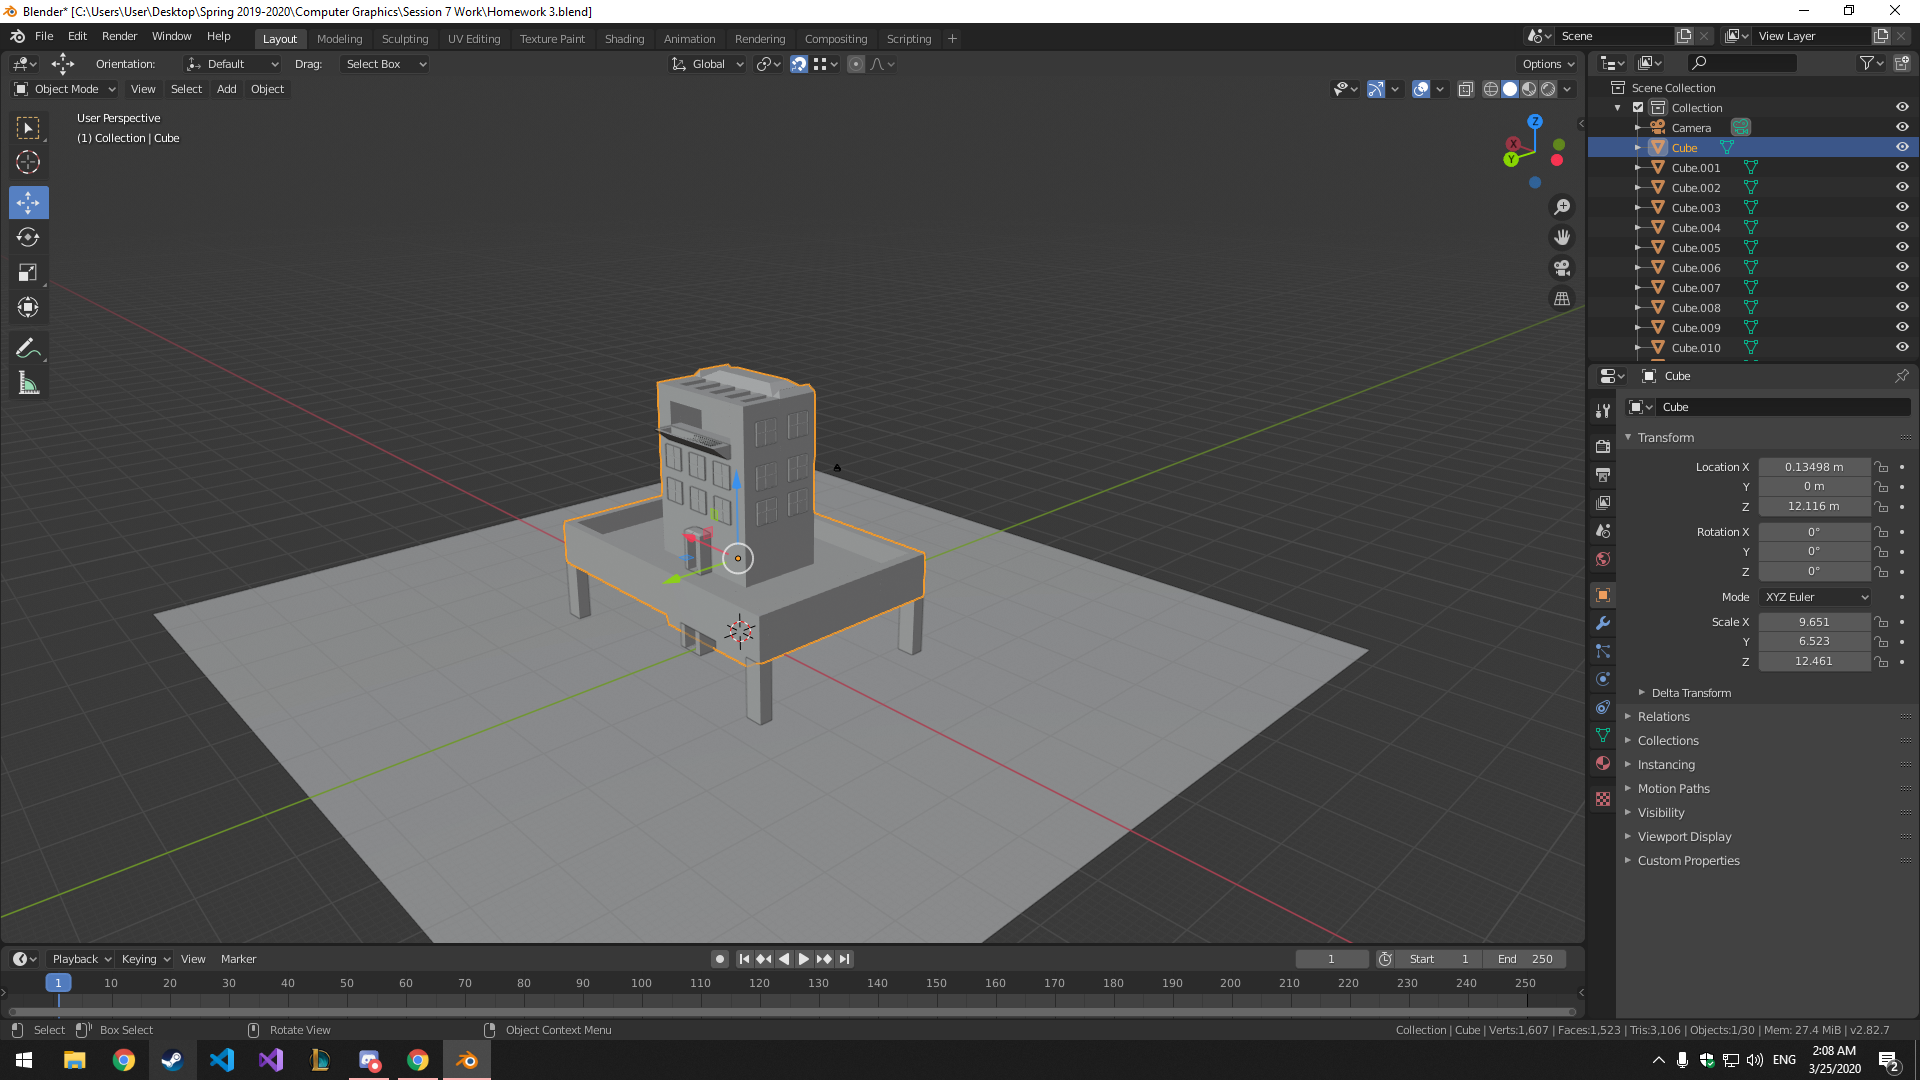 Blender* [C:\Users\User\Desktop\Spring 2019-2020\Computer Graphics\Session 7 Work\Homework 3.blend]
File Edit Render Window Help Layout Modeling Sculpting UV Editing Texture Paint Shading Animation Rendering Compositing Scripting + Scene View Layer
Orientation: Default Drag: Select Box Global Options
Object Mode View Select Add Object
User Perspective
(1) Collection | Cube
Z
X
Y
Scene Collection
Collection
Camera
Cube
Cube.001
Cube.002
Cube.003
Cube.004
Cube.005
Cube.006
Cube.007
Cube.008
Cube.009
Cube.010
Cube
Cube
Transform
Location X 0.13498 m
Y 0 m
Z 12.116 m
Rotation X 0°
Y 0°
Z 0°
Mode XYZ Euler
Scale X 9.651
Y 6.523
Z 12.461
Delta Transform
Relations
Collections
Instancing
Motion Paths
Visibility
Viewport Display
Custom Properties
Playback Keying View Marker 1 Start 1 End 250
1 10 20 30 40 50 60 70 80 90 100 110 120 130 140 150 160 170 180 190 200 210 220 230 240 250
Select Box Select Rotate View Object Context Menu Collection | Cube | Verts:1,607 | Faces:1,523 | Tris:3,106 | Objects:1/30 | Mem: 27.4 MiB | v2.82.7
ENG
2:08 AM
3/25/2020
2